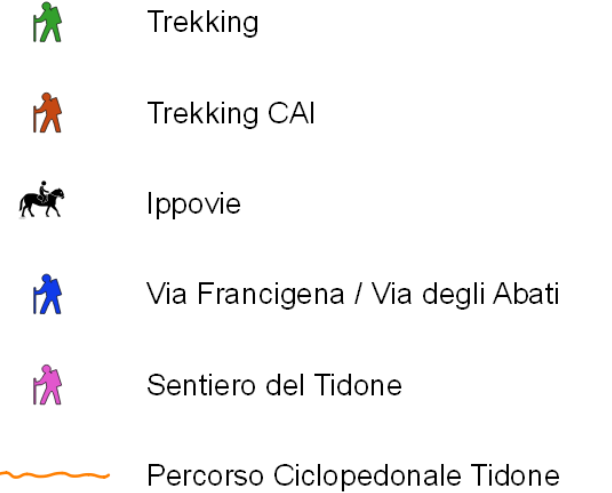 Trekking
Trekking CAI
Ippovie
Via Francigena / Via degli Abati
Sentiero del Tidone
Percorso Ciclopedonale Tidone